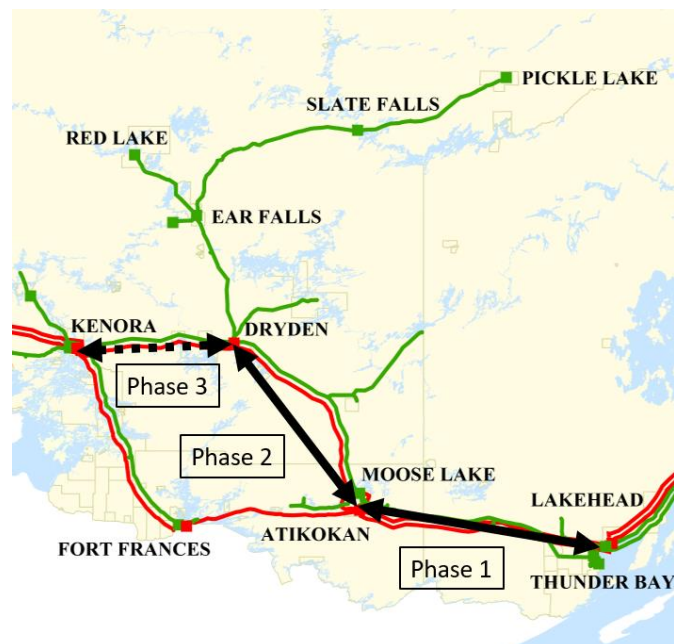 PICKLE LAKE
SLATE FALLS
RED LAKE
EAR FALLS
KENORA
DRYDEN
Phase 3
Phase 2
MOOSE LAKE
LAKEHEAD
ATIKOKAN
FORT FRANCES
Phase 1
THUNDER BAY